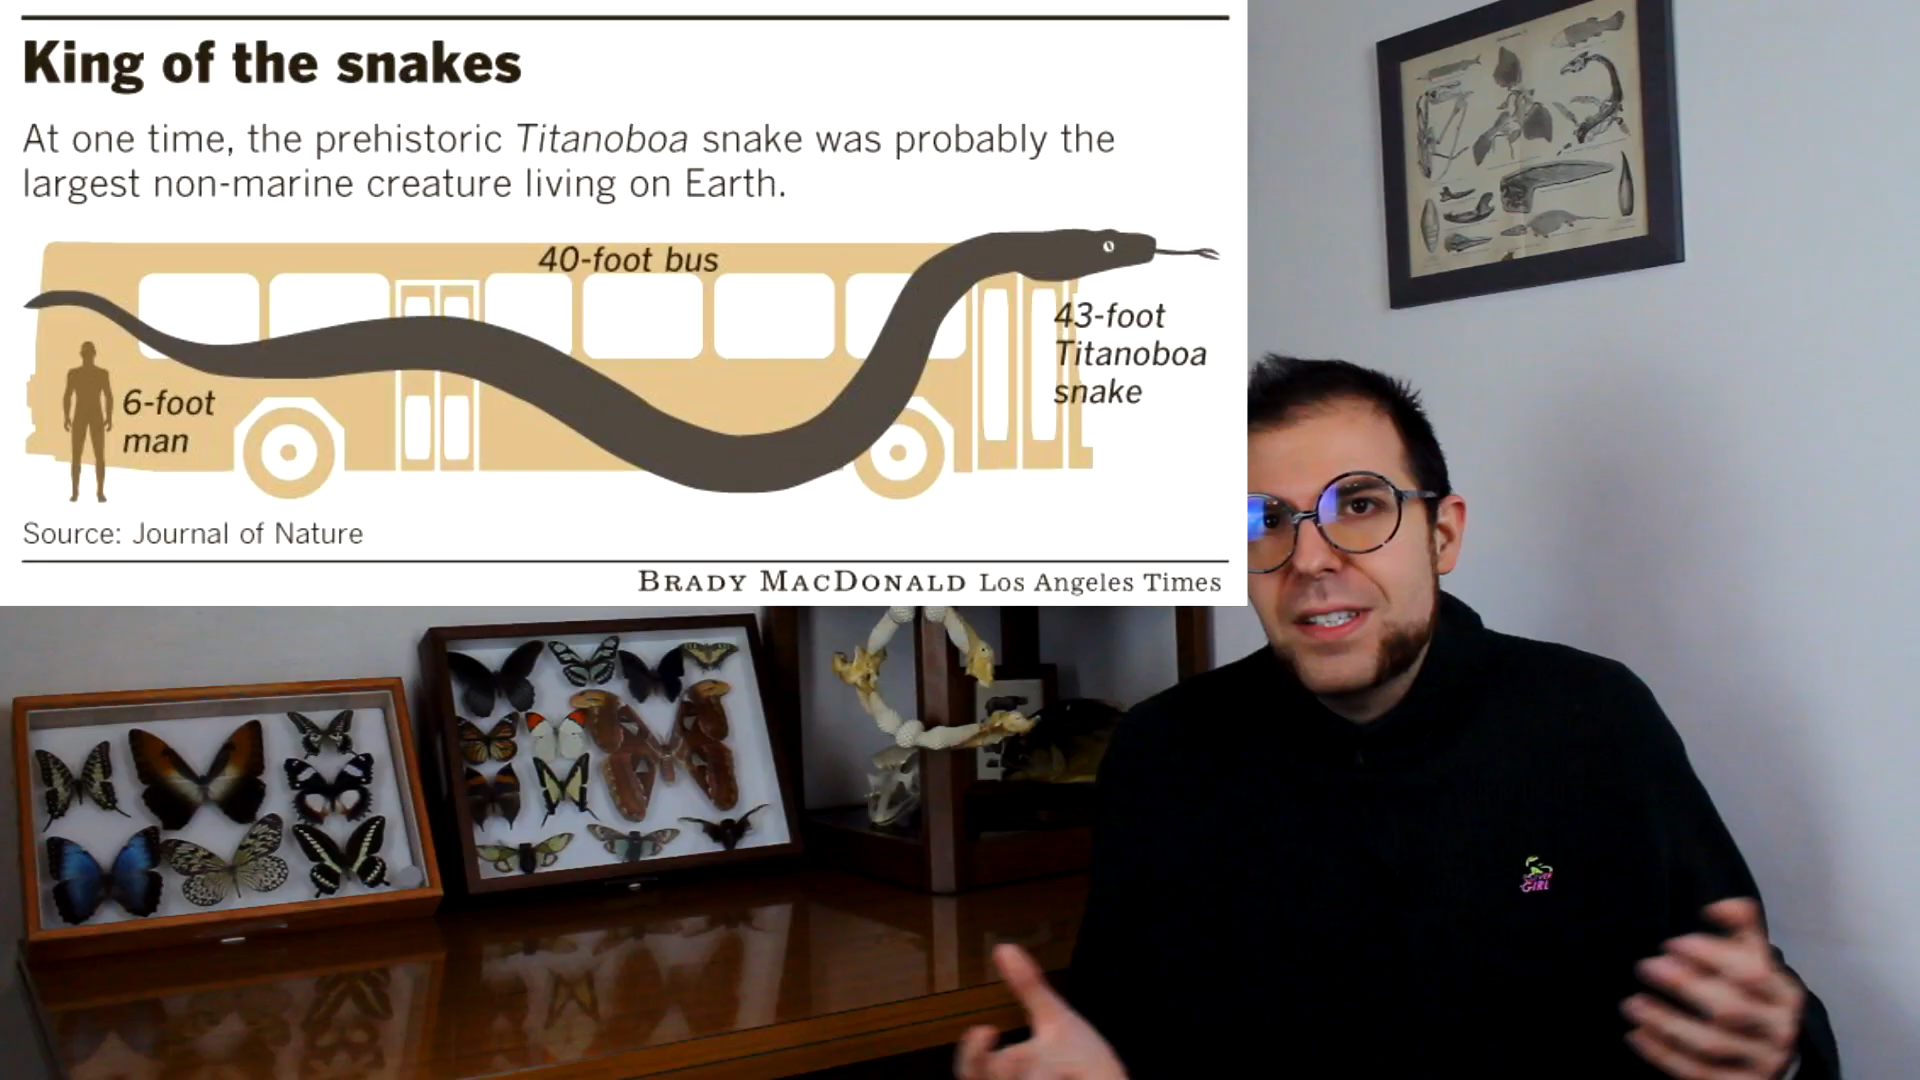 King of the snakes
At one time, the prehistoric Titanoboa snake was probably the
largest non-marine creature living on Earth.
40-foot bus
43-foot
Titanoboa
snake
6-foot
man
Source: Journal of Nature
BRADY MACDONALD Los Angeles Times
GIRL